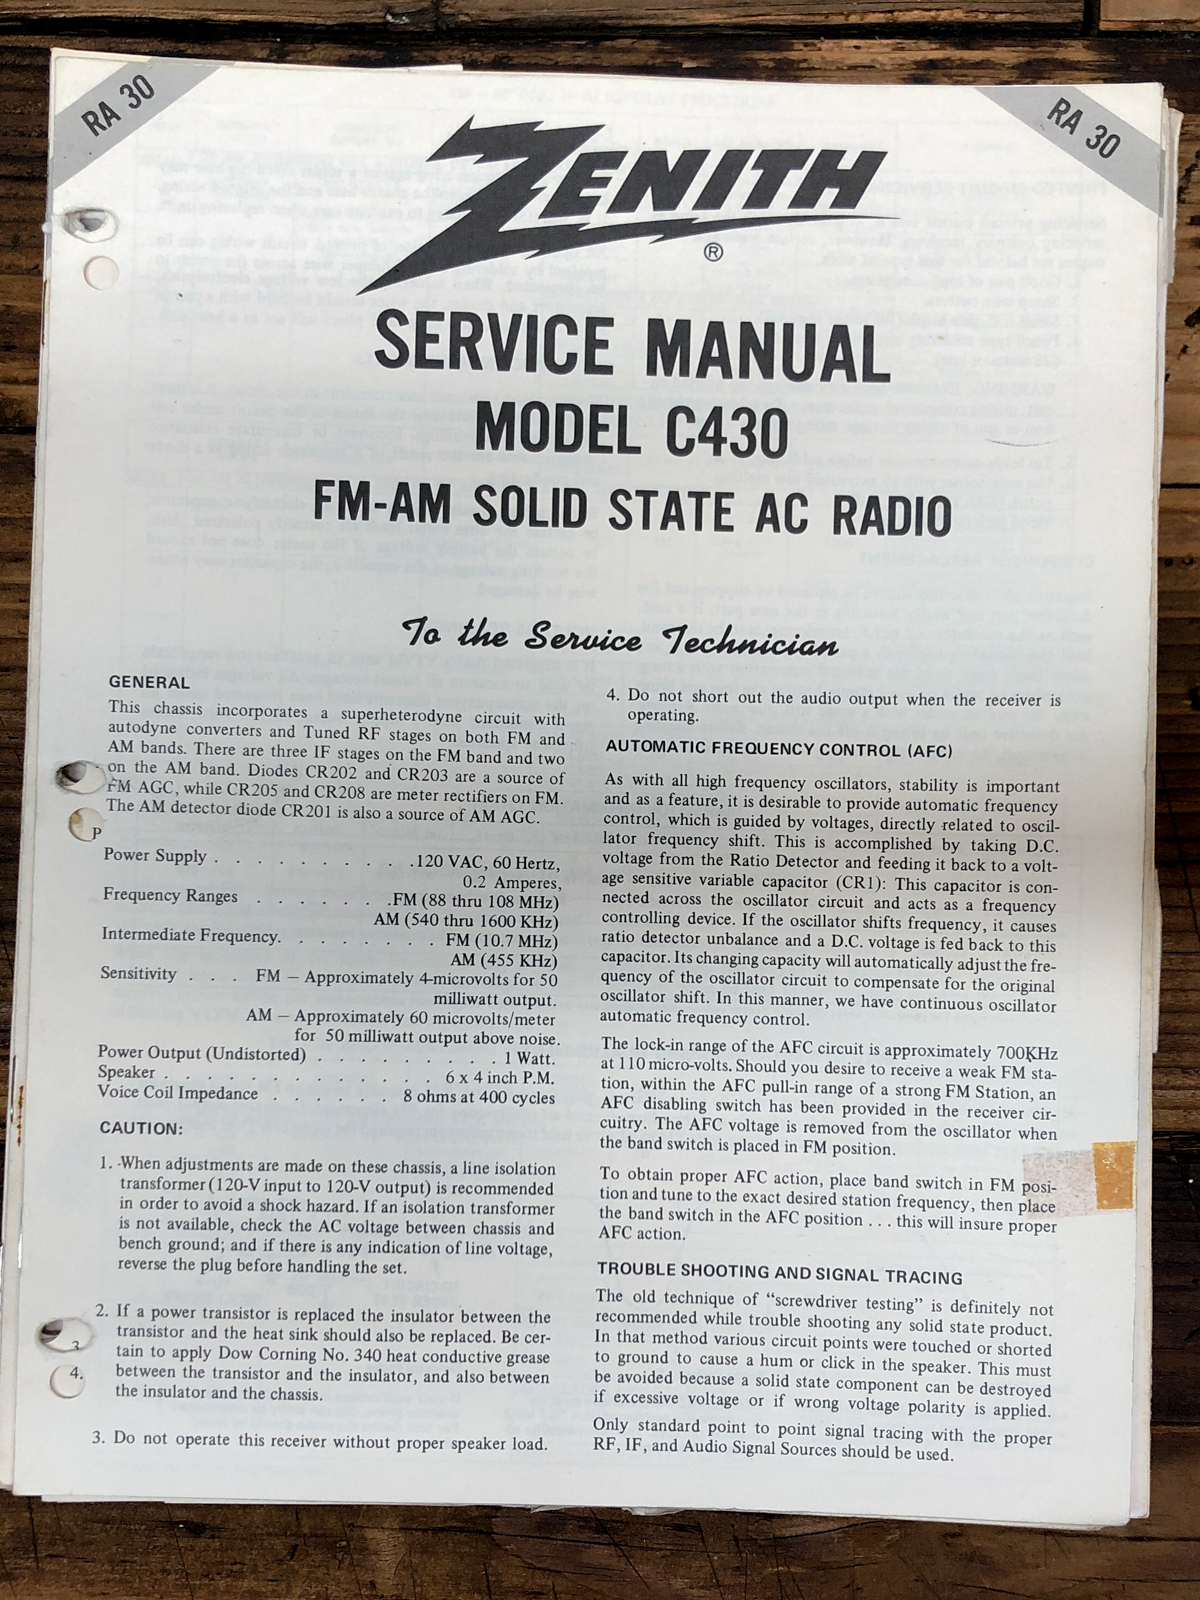 RA 30
RA 30
ZENITH
®
SERVICE MANUAL
MODEL C430
FM-AM SOLID STATE AC RADIO
To the Service Technician
GENERAL
This chassis incorporates a superheterodyne circuit with
autodyne converters and Tuned RF stages on both FM and
AM bands. There are three IF stages on the FM band and two
on the AM band. Diodes CR202 and CR203 are a source of
FM AGC, while CR205 and CR208 are meter rectifiers on FM.
The AM detector diode CR201 is also a source of AM AGC.
P
Power Supply . . . . . . . . . . .120 VAC, 60 Hertz,
0.2 Amperes,
Frequency Ranges . . . . . . .FM (88 thru 108 MHz)
AM (540 thru 1600 KHz)
Intermediate Frequency. . . . . . . . FM (10.7 MHz)
AM (455 KHz)
Sensitivity . . . FM — Approximately 4-microvolts for 50
milliwatt output.
AM — Approximately 60 microvolts/meter
for 50 milliwatt output above noise.
Power Output (Undistorted) . . . . . . . . . . 1 Watt.
Speaker . . . . . . . . . . . . . . . 6 x 4 inch P.M.
Voice Coil Impedance . . . . . . 8 ohms at 400 cycles
CAUTION:
1. When adjustments are made on these chassis, a line isolation
transformer (120-V input to 120-V output) is recommended
in order to avoid a shock hazard. If an isolation transformer
is not available, check the AC voltage between chassis and
bench ground; and if there is any indication of line voltage,
reverse the plug before handling the set.
2. If a power transistor is replaced the insulator between the
transistor and the heat sink should also be replaced. Be cer-
tain to apply Dow Corning No. 340 heat conductive grease
between the transistor and the insulator, and also between
the insulator and the chassis.
3
4.
3. Do not operate this receiver without proper speaker load.
4. Do not short out the audio output when the receiver is
operating.
AUTOMATIC FREQUENCY CONTROL (AFC)
As with all high frequency oscillators, stability is important
and as a feature, it is desirable to provide automatic frequency
control, which is guided by voltages, directly related to oscil-
lator frequency shift. This is accomplished by taking D.C.
voltage from the Ratio Detector and feeding it back to a volt-
age sensitive variable capacitor (CR1): This capacitor is con-
nected across the oscillator circuit and acts as a frequency
controlling device. If the oscillator shifts frequency, it causes
ratio detector unbalance and a D.C. voltage is fed back to this
capacitor. Its changing capacity will automatically adjust the fre-
quency of the oscillator circuit to compensate for the original
oscillator shift. In this manner, we have continuous oscillator
automatic frequency control.
The lock-in range of the AFC circuit is approximately 700KHz
at 110 micro-volts. Should you desire to receive a weak FM sta-
tion, within the AFC pull-in range of a strong FM Station, an
AFC disabling switch has been provided in the receiver cir-
cuitry. The AFC voltage is removed from the oscillator when
the band switch is placed in FM position.
To obtain proper AFC action, place band switch in FM posi-
tion and tune to the exact desired station frequency, then place
the band switch in the AFC position . . . this will insure proper
AFC action.
TROUBLE SHOOTING AND SIGNAL TRACING
The old technique of “screwdriver testing” is definitely not
recommended while trouble shooting any solid state product.
In that method various circuit points were touched or shorted
to ground to cause a hum or click in the speaker. This must
be avoided because a solid state component can be destroyed
if excessive voltage or if wrong voltage polarity is applied.
Only standard point to point signal tracing with the proper
RF, IF, and Audio Signal Sources should be used.